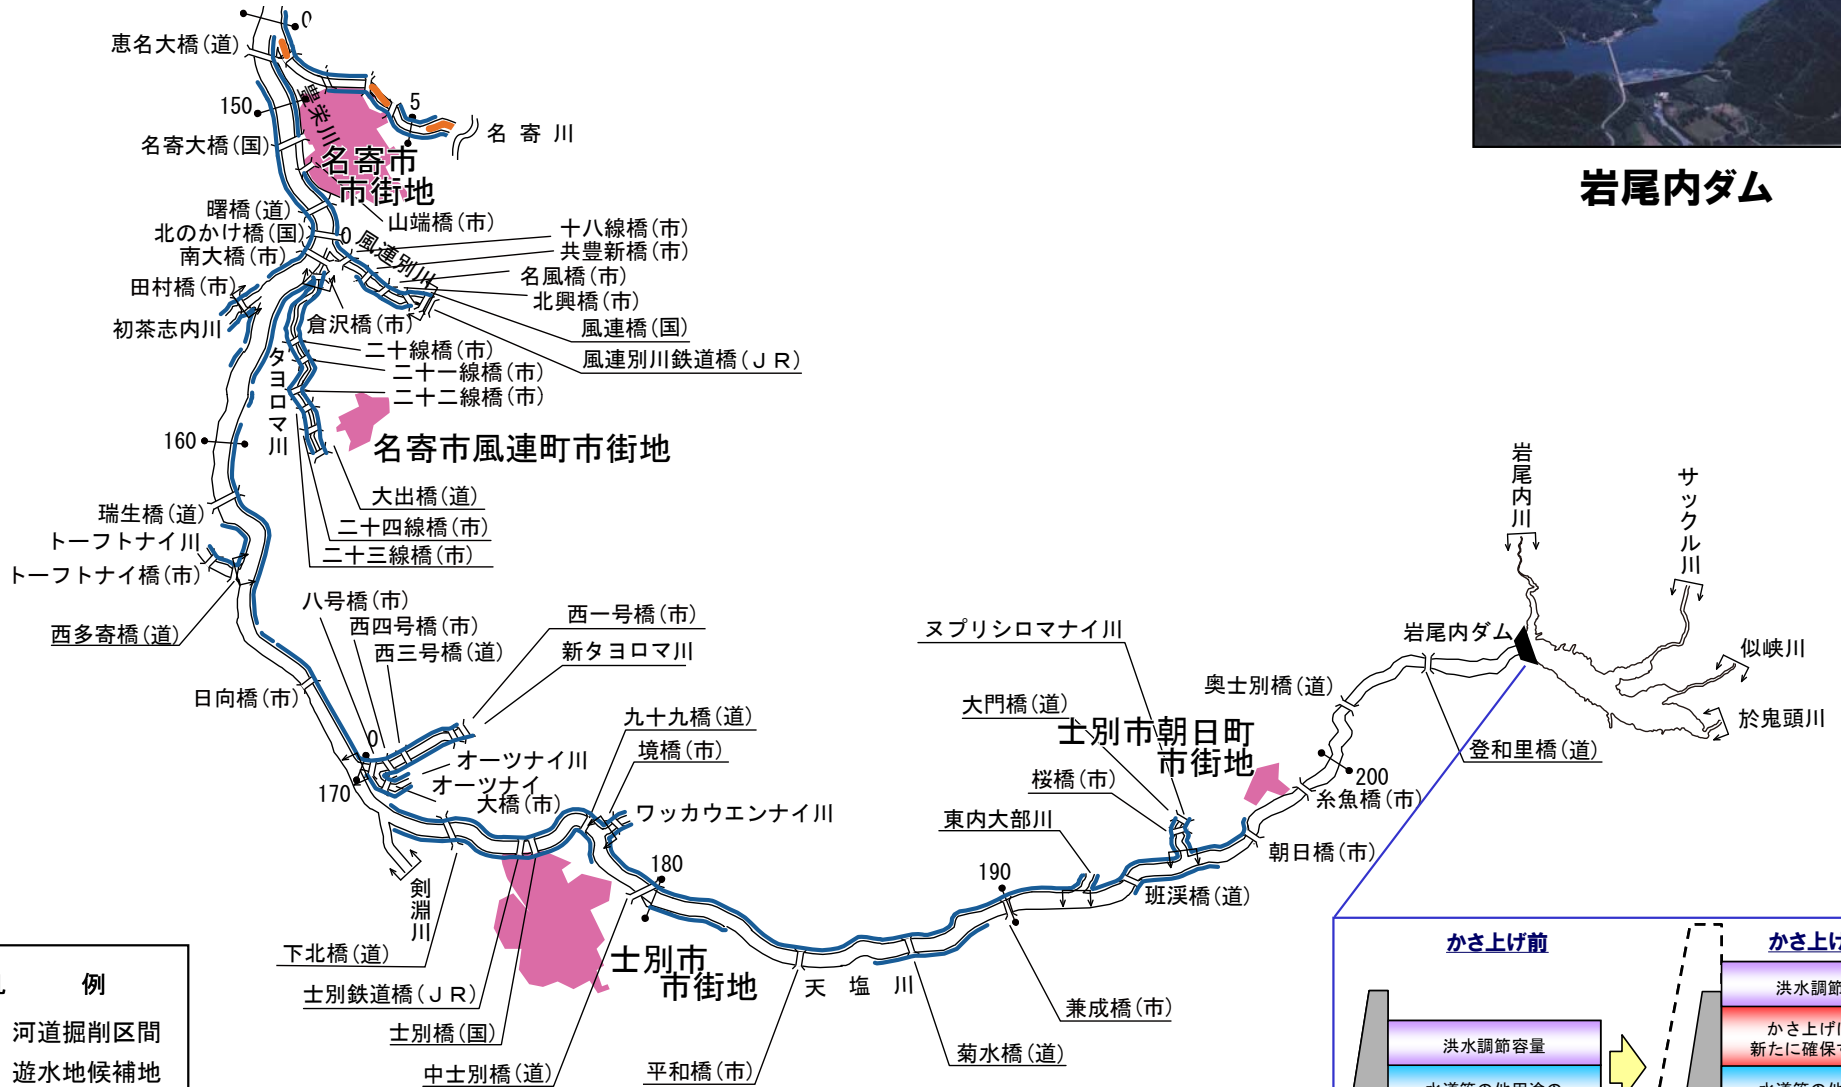 0
恵名大橋(道)
150
豊栄川
5
名寄川
名寄大橋(国)
名寄市
市街地
岩尾内ダム
曙橋(道)
山端橋(市)
北のかけ橋(国)
0
風連別川
十八線橋(市)
南大橋(市)
共豊新橋(市)
田村橋(市)
名風橋(市)
北興橋(市)
初茶志内川
倉沢橋(市)
風連橋(国)
タヨロマ川
二十線橋(市)
風連別川鉄道橋(JR)
二十一線橋(市)
二十二線橋(市)
160
名寄市風連町市街地
瑞生橋(道)
大出橋(道)
トーフトナイ川
二十四線橋(市)
トーフトナイ橋(市)
二十三線橋(市)
西多寄橋(道)
八号橋(市)
西四号橋(市)
西三号橋(道)
西一号橋(市)
新タヨロマ川
日向橋(市)
0
オーツナイ川
オーツナイ
大橋(市)
170
九十九橋(道)
境橋(市)
ワッカウエンナイ川
剣淵川
下北橋(道)
士別鉄道橋(JR)
士別橋(国)
中士別橋(道)
士別市
市街地
180
平和橋(市)
天塩川
190
菊水橋(道)
兼成橋(市)
東内大部川
班渓橋(道)
桜橋(市)
大門橋(道)
ヌプリシロマナイ川
士別市朝日町
市街地
朝日橋(市)
糸魚橋(市)
200
奥士別橋(道)
登和里橋(道)
岩尾内ダム
岩尾内川
サックル川
似峡川
於鬼頭川
例
河道掘削区間
遊水地候補地
かさ上げ前
洪水調節容量
かさ上げ
洪水調節
かさ上げ
新たに確保